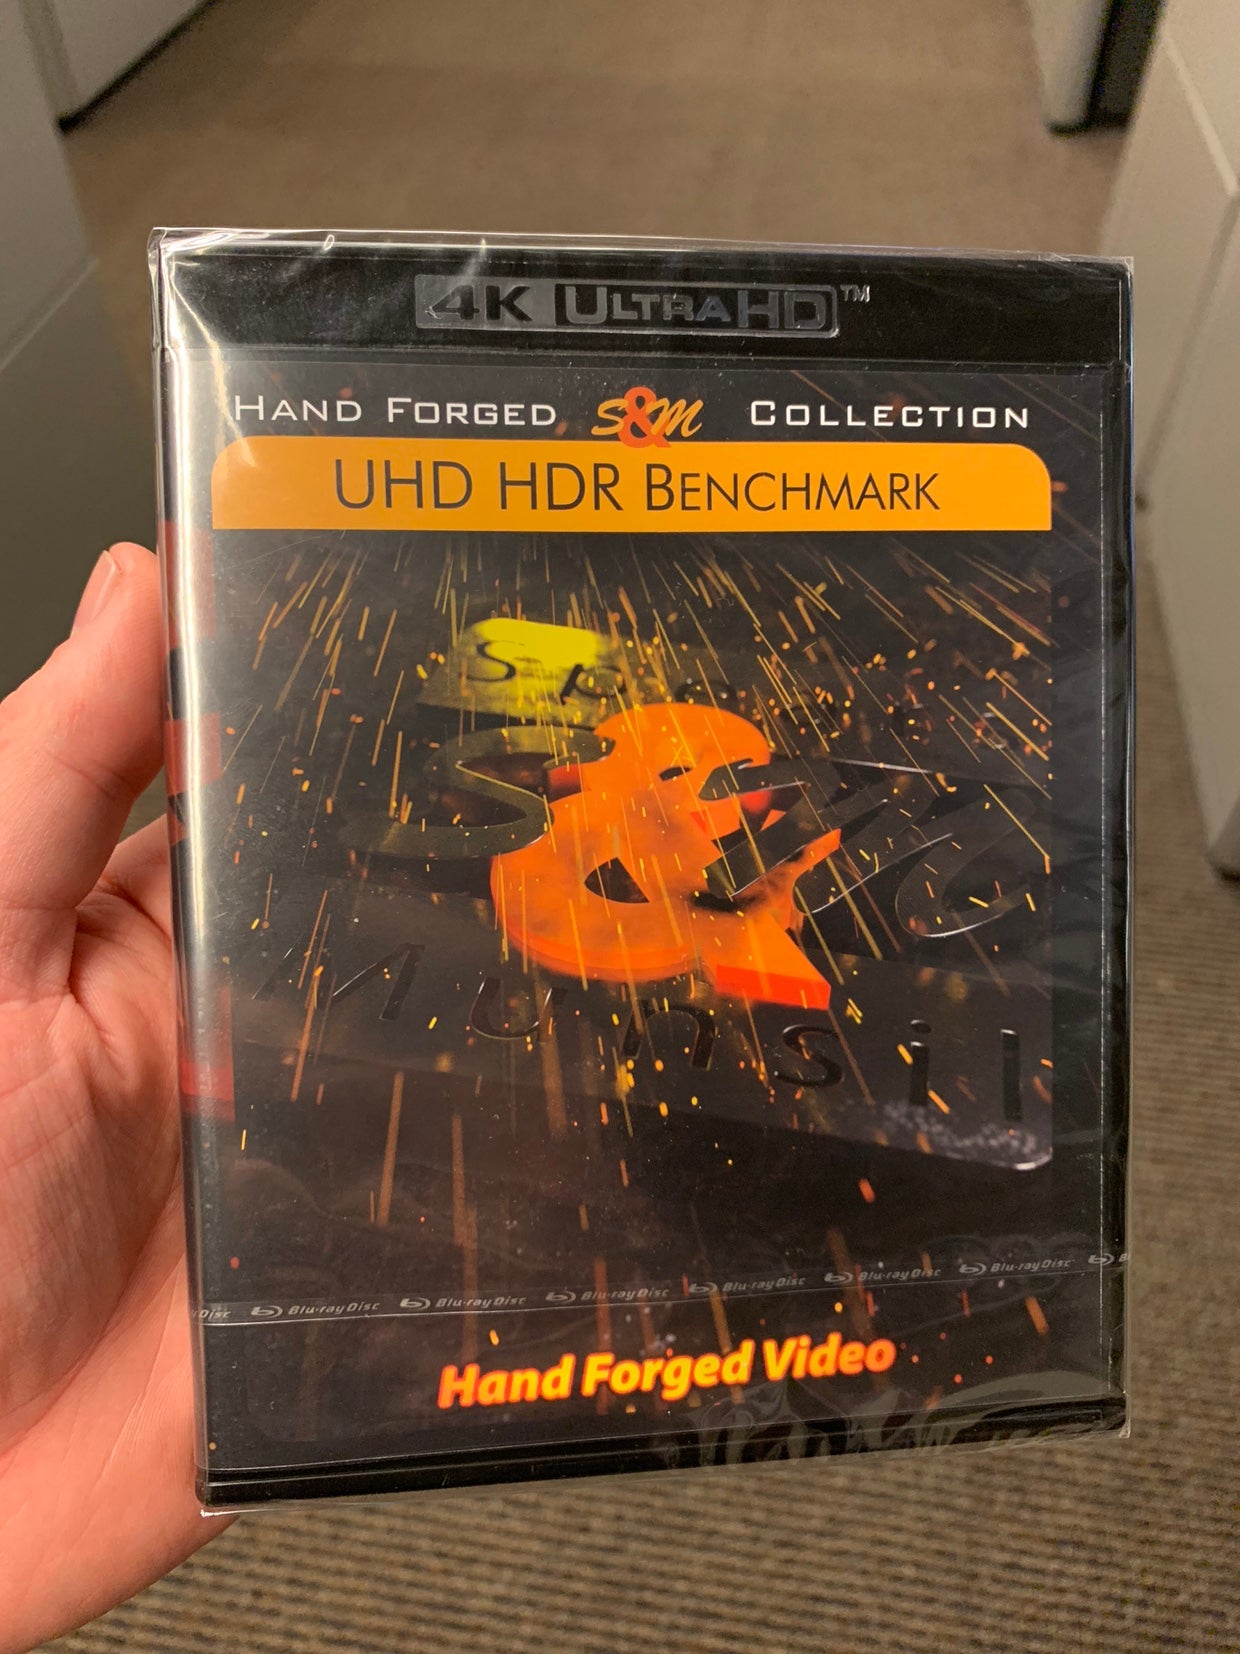 4K ULTRA HD™
HAND FORGED S&M COLLECTION
UHD HDR BENCHMARK
S&M
Munsil
Disc Blu-ray Disc Blu-ray Disc Blu-ray Disc Blu-ray Disc Blu-ray Disc Blu-ray Disc B
Hand Forged Video